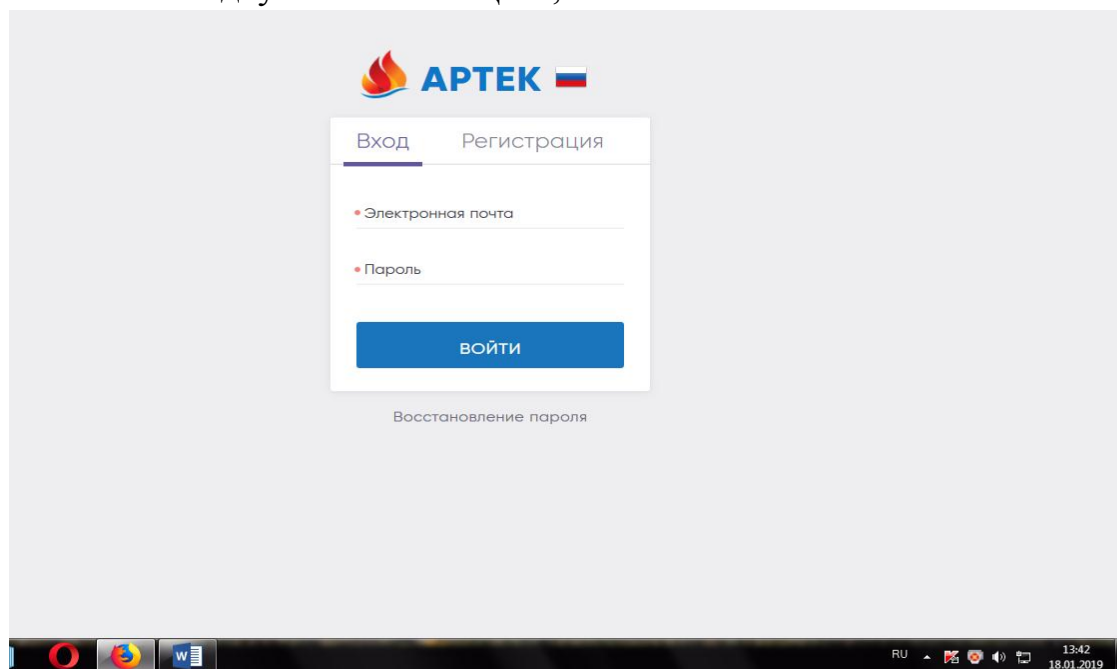 АРТЕК
Вход Регистрация
•Электронная почта
•Пароль
ВОЙТИ
Восстановление пароля
RU 13:42
18.01.2019